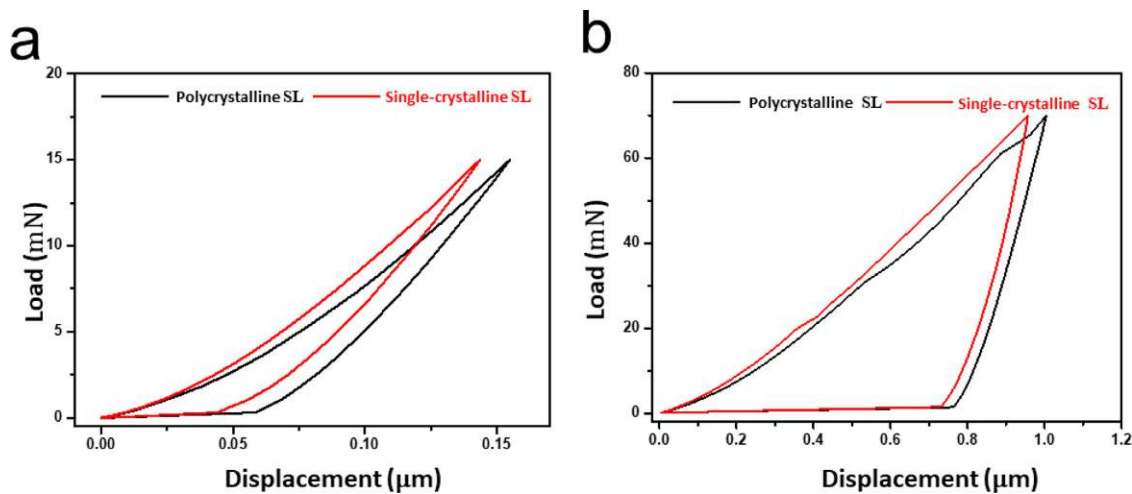 a
20
Polycrystalline SL
Single-crystalline SL
15
10
5
0
Load (mN)
0.00
0.05
0.10
0.15
Displacement (μm)
b
80
Polycrystalline SL
Single-crystalline SL
60
40
20
0
Load (mN)
0.0
0.2
0.4
0.6
0.8
1.0
1.2
Displacement (μm)